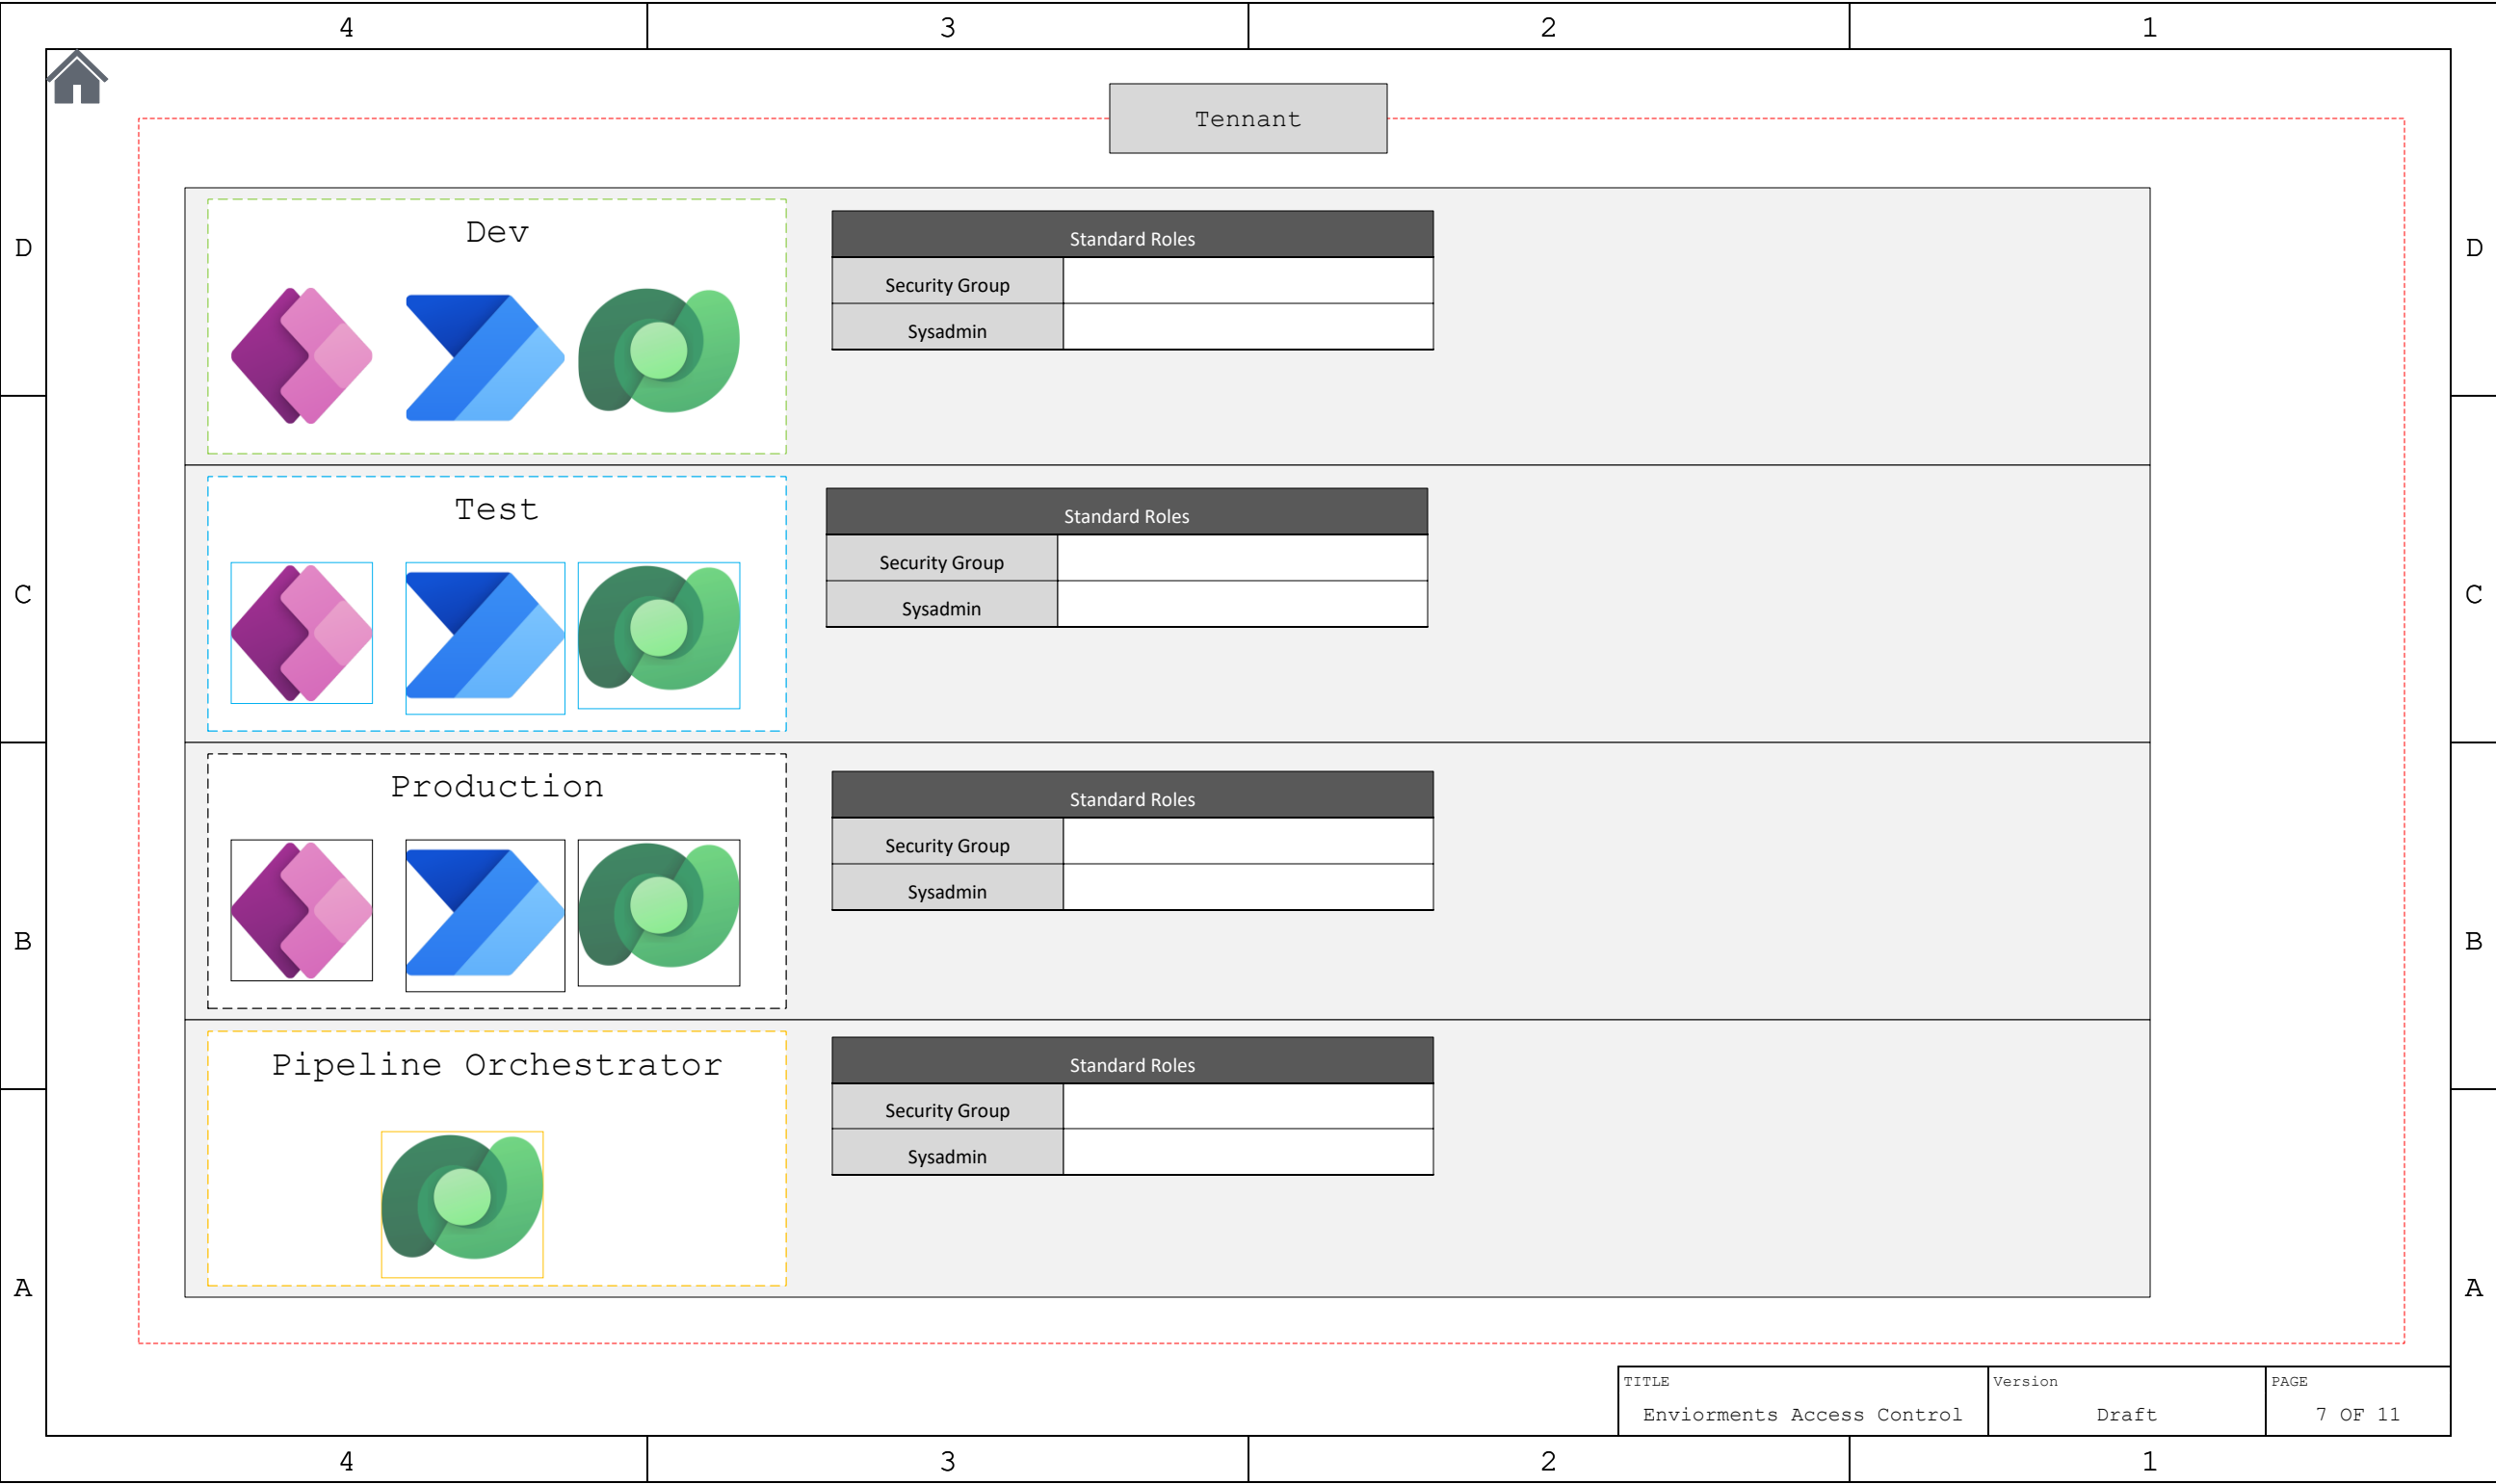 4 3 2 1
Tennant
D D
Dev
Standard Roles
Security Group
Sysadmin
C C
Test
Standard Roles
Security Group
Sysadmin
B B
Production
Standard Roles
Security Group
Sysadmin
A A
Pipeline Orchestrator
Standard Roles
Security Group
Sysadmin
TITLE
Enviorments Access Control
Version
Draft
PAGE
7 OF 11
4 3 2 1